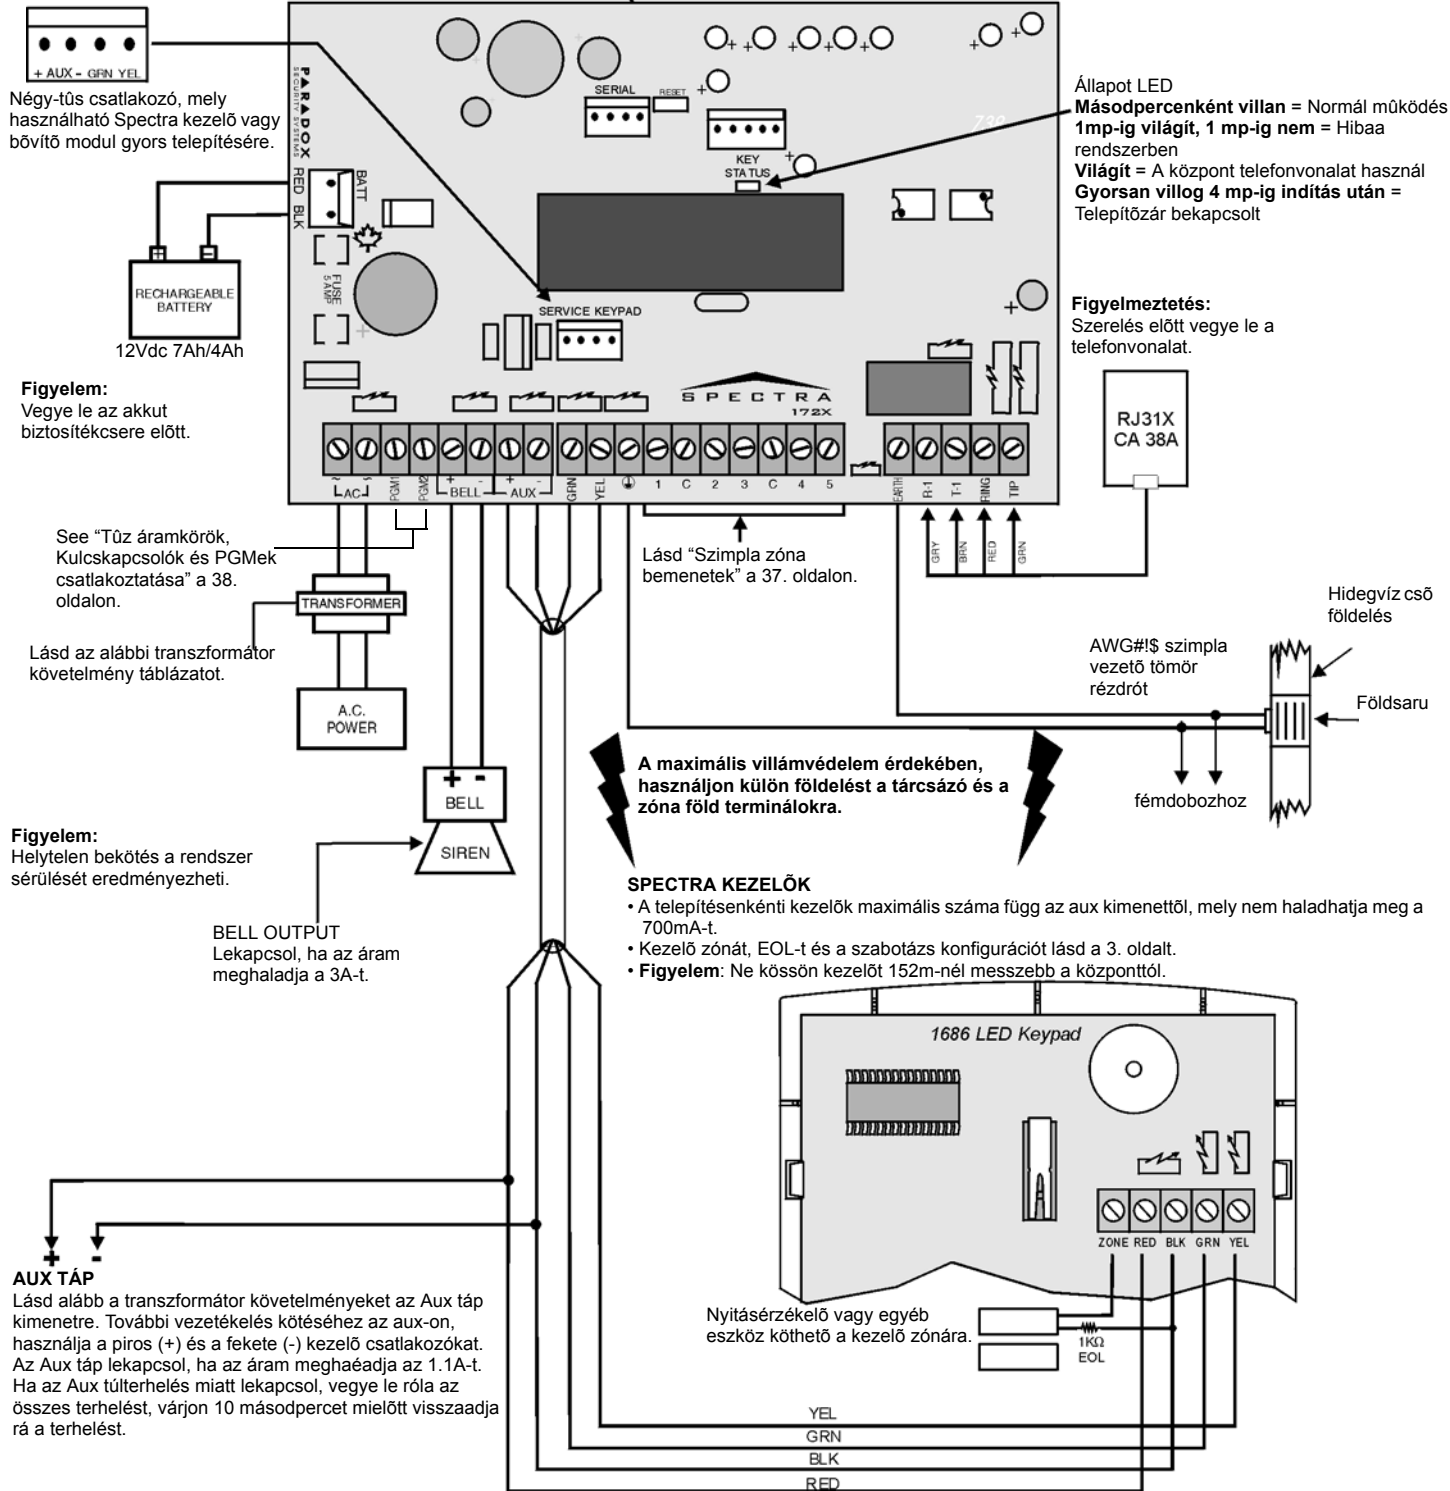 + AUX - GRN YEL
Négy-tûs csatlakozó, mely
használható Spectra kezelõ vagy
bõvítõ modul gyors telepítésére.
PARADOX
SECURITY SYSTEMS
RED BLK
BATT
RECHARGEABLE
BATTERY
12Vdc 7Ah/4Ah
FUSE
5 AMP
Figyelem:
Vegye le az akkut
biztosítékcsere elõtt.
SERIAL
RESET
KEY
STATUS
738
SERVICE KEYPAD
SPECTRA
172X
Állapot LED
Másodpercenként villan = Normál mûködés
1mp-ig világít, 1 mp-ig nem = Hibaa
rendszerben
Világít = A központ telefonvonalat használ
Gyorsan villog 4 mp-ig indítás után =
Telepítõzár bekapcsolt
Figyelmeztetés:
Szerelés elõtt vegye le a
telefonvonalat.
RJ31X
CA 38A
~ ~ + - + -
AC PGM1 PGM2 BELL AUX GRN YEL 1 C 2 3 C 4 5 EARTH R-1 T-1 RING TIP
GRY BRN RED GRN
See “Tûz áramkörök,
Kulcskapcsolók és PGMek
csatlakoztatása” a 38.
oldalon.
TRANSFORMER
Lásd az alábbi transzformátor
követelmény táblázatot.
A.C.
POWER
Lásd “Szimpla zóna
bemenetek” a 37. oldalon.
Hidegvíz csõ
földelés
AWG#!$ szimpla
vezetõ tömör
rézdrót
Földsaru
fémdobozhoz
A maximális villámvédelem érdekében,
használjon külön földelést a tárcsázó és a
zóna föld terminálokra.
+ -
BELL
SIREN
Figyelem:
Helytelen bekötés a rendszer
sérülését eredményezheti.
BELL OUTPUT
Lekapcsol, ha az áram
meghaladja a 3A-t.
SPECTRA KEZELÕK
• A telepítésenkénti kezelõk maximális száma függ az aux kimenettõl, mely nem haladhatja meg a
700mA-t.
• Kezelõ zónát, EOL-t és a szabotázs konfigurációt lásd a 3. oldalt.
• Figyelem: Ne kössön kezelõt 152m-nél messzebb a központtól.
1686 LED Keypad
ZONE RED BLK GRN YEL
+ -
AUX TÁP
Lásd alább a transzformátor követelményeket az Aux táp
kimenetre. További vezetékelés kötéséhez az aux-on,
használja a piros (+) és a fekete (-) kezelõ csatlakozókat.
Az Aux táp lekapcsol, ha az áram meghaéadja az 1.1A-t.
Ha az Aux túlterhelés miatt lekapcsol, vegye le róla az
összes terhelést, várjon 10 másodpercet mielõtt visszaadja
rá a terhelést.
Nyitásérzékelõ vagy egyéb
eszköz köthetõ a kezelõ zónára.
1KΩ
EOL
YEL
GRN
BLK
RED